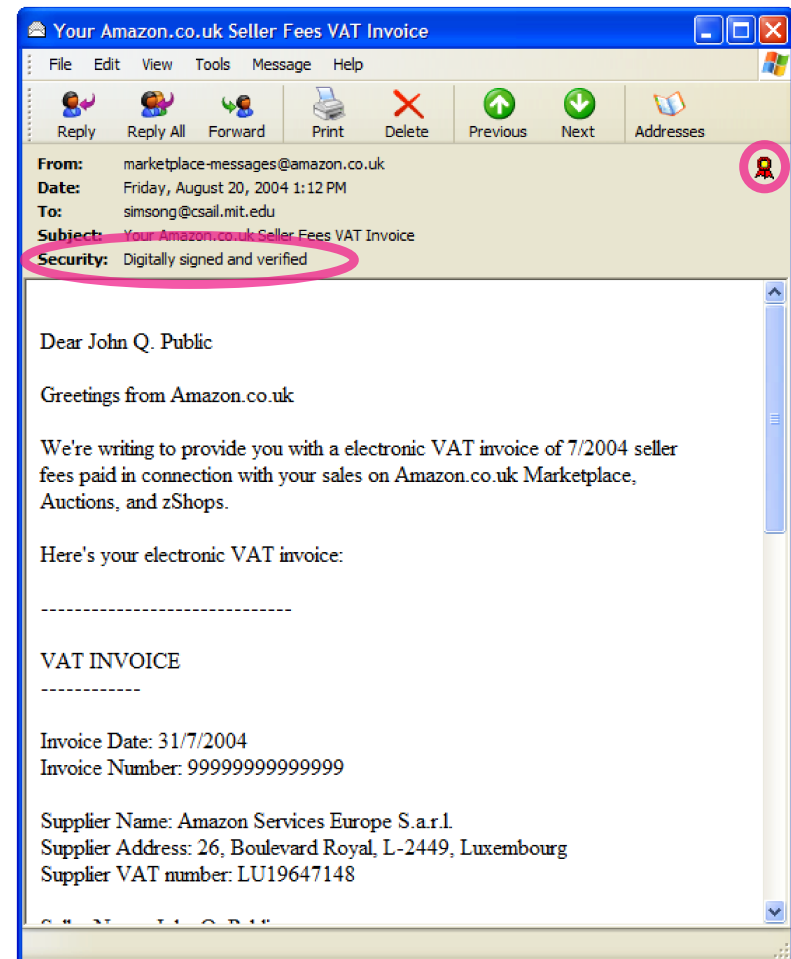 Your Amazon.co.uk Seller Fees VAT Invoice
File Edit View Tools Message Help
Reply Reply All Forward Print Delete Previous Next Addresses
From: marketplace-messages@amazon.co.uk
Date: Friday, August 20, 2004 1:12 PM
To: simsong@csail.mit.edu
Subject: Your Amazon.co.uk Seller Fees VAT Invoice
Security: Digitally signed and verified
Dear John Q. Public
Greetings from Amazon.co.uk
We're writing to provide you with a electronic VAT invoice of 7/2004 seller
fees paid in connection with your sales on Amazon.co.uk Marketplace,
Auctions, and zShops.
Here's your electronic VAT invoice:
------------------------------
VAT INVOICE
------------
Invoice Date: 31/7/2004
Invoice Number: 99999999999999
Supplier Name: Amazon Services Europe S.a.r.l.
Supplier Address: 26, Boulevard Royal, L-2449, Luxembourg
Supplier VAT number: LU19647148